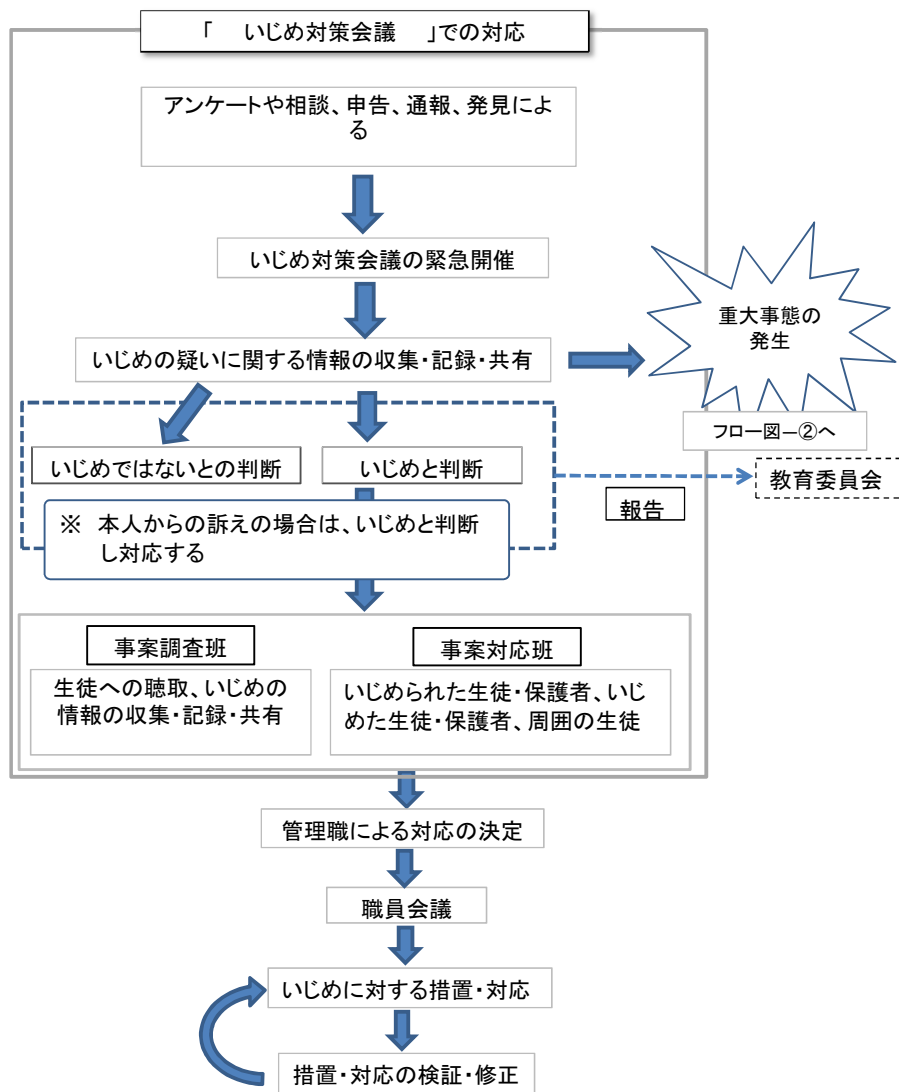 「　いじめ対策会議　」での対応
アンケートや相談、申告、通報、発見によ
る
いじめ対策会議の緊急開催
重大事態の
発生
いじめの疑いに関する情報の収集・記録・共有
フロー図―②へ
いじめではないとの判断
いじめと判断
教育委員会
報告
※　本人からの訴えの場合は、いじめと判断
し対応する
事案調査班
生徒への聴取、いじめの
情報の収集・記録・共有
事案対応班
いじめられた生徒・保護者、いじ
めた生徒・保護者、周囲の生徒
管理職による対応の決定
職員会議
いじめに対する措置・対応
措置・対応の検証・修正